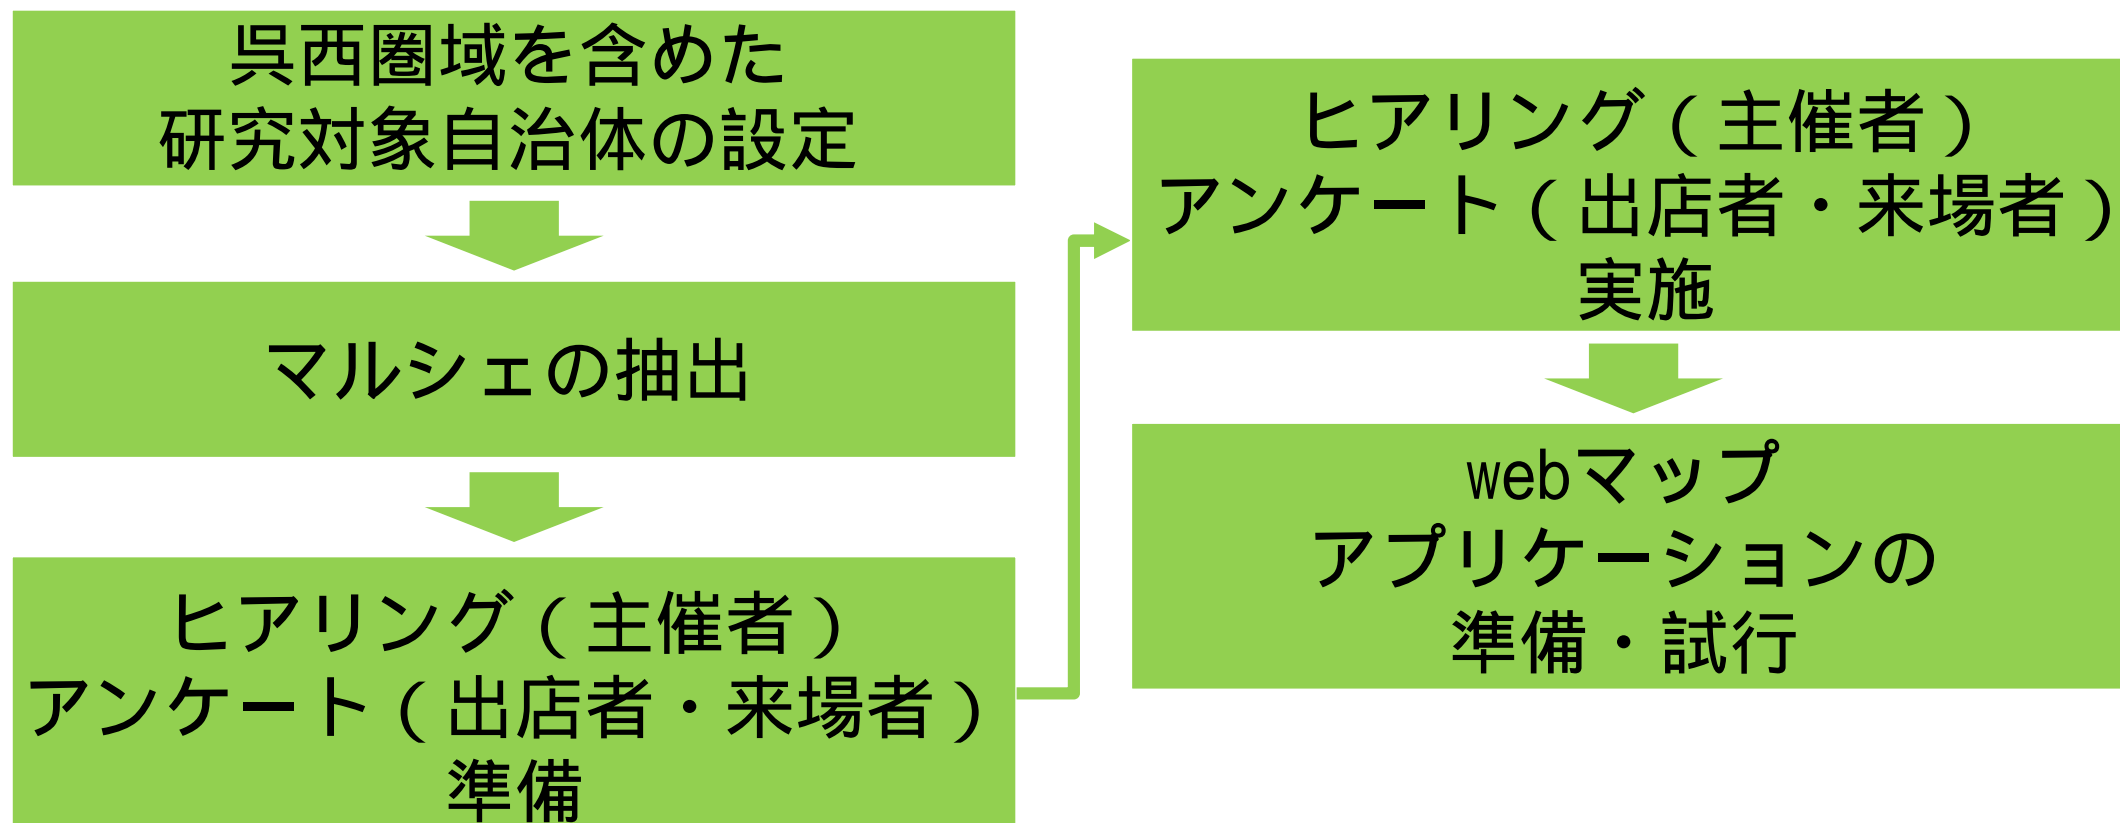 呉西圏域を含めた
研究対象自治体の設定
マルシェの抽出
ヒアリング(主催者)
アンケート(出店者・来場者)
準備
ヒアリング(主催者)
アンケート(出店者・来場者)
実施
webマップ
アプリケーションの
準備・試行